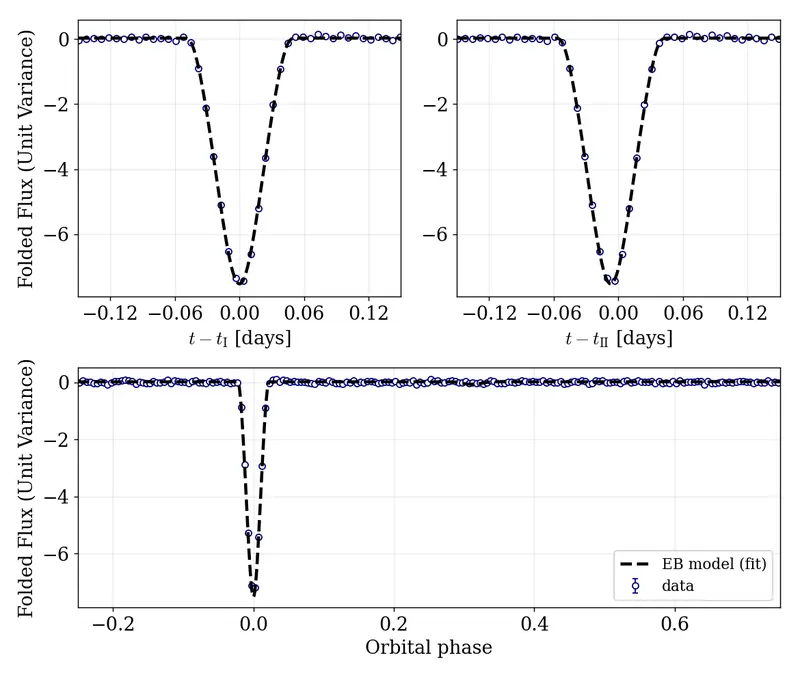 Folded Flux (Unit Variance)
0
−2
−4
−6
−0.12 −0.06 0.00 0.06 0.12
t − t_I [days]
0
−2
−4
−6
−0.12 −0.06 0.00 0.06 0.12
t − t_II [days]
Folded Flux (Unit Variance)
0
−2
−4
−6
−0.2 0.0 0.2 0.4 0.6
Orbital phase
EB model (fit)
data